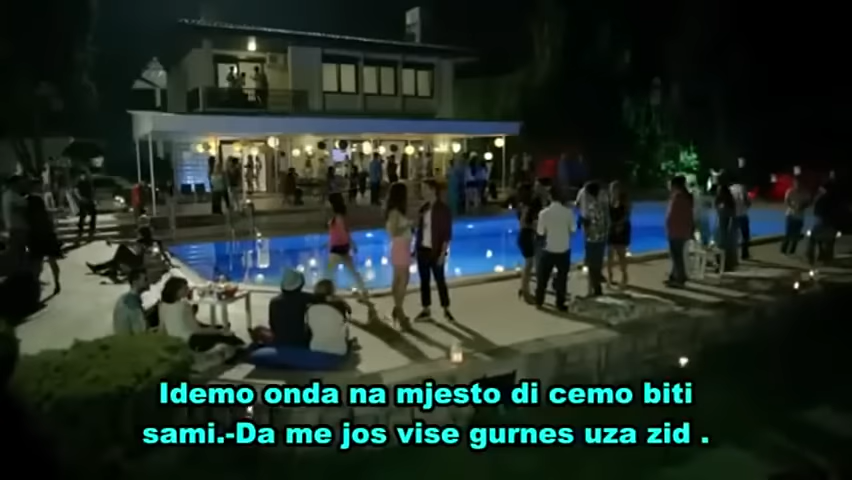 Idemo onda na mjesto di cemo biti
sami.-Da me jos vise gurnes uza zid .